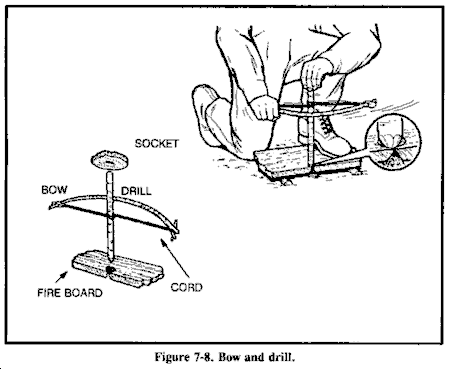 SOCKET
BOW
DRILL
FIRE BOARD
CORD
Figure 7-8. Bow and drill.